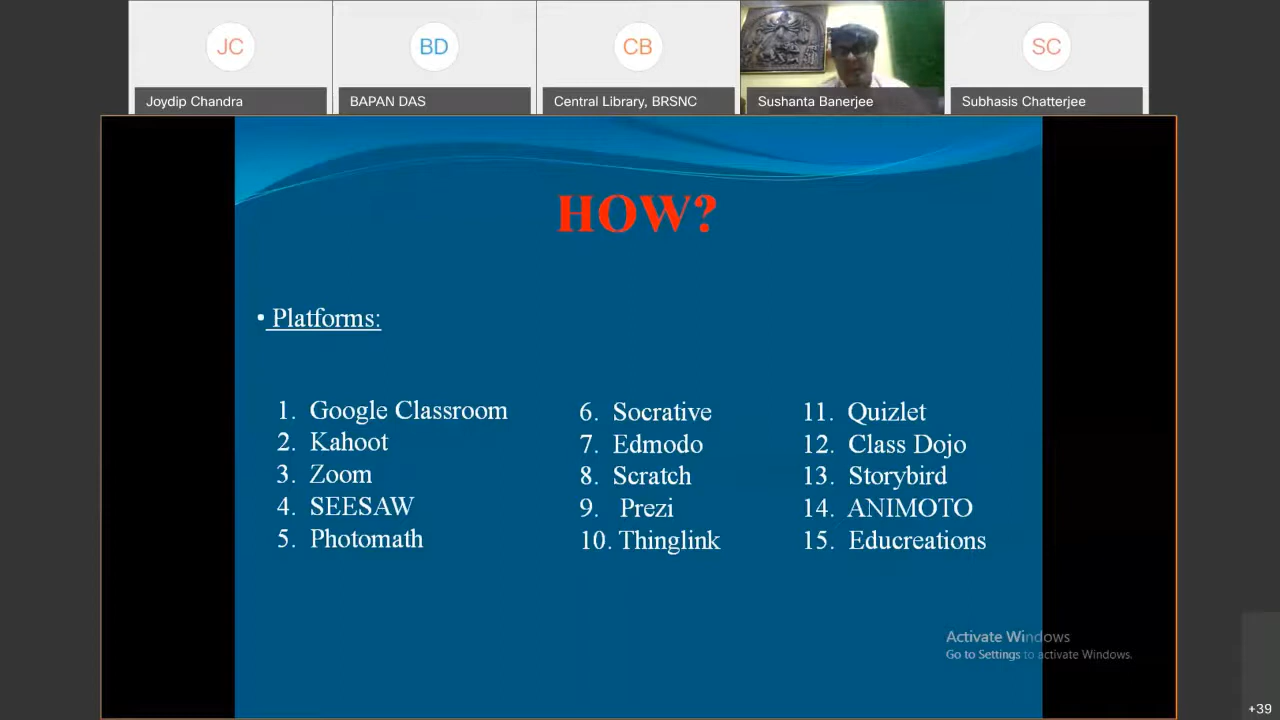 JC
BD
CB
SC
Joydip Chandra
BAPAN DAS
Central Library, BRSNC
Sushanta Banerjee
Subhasis Chatterjee
HOW?
• Platforms:
1. Google Classroom
2. Kahoot
3. Zoom
4. SEESAW
5. Photomath
6. Socrative
7. Edmodo
8. Scratch
9. Prezi
10. Thinglink
11. Quizlet
12. Class Dojo
13. Storybird
14. ANIMOTO
15. Educreations
Activate Windows
Go to Settings to activate Windows.
+39